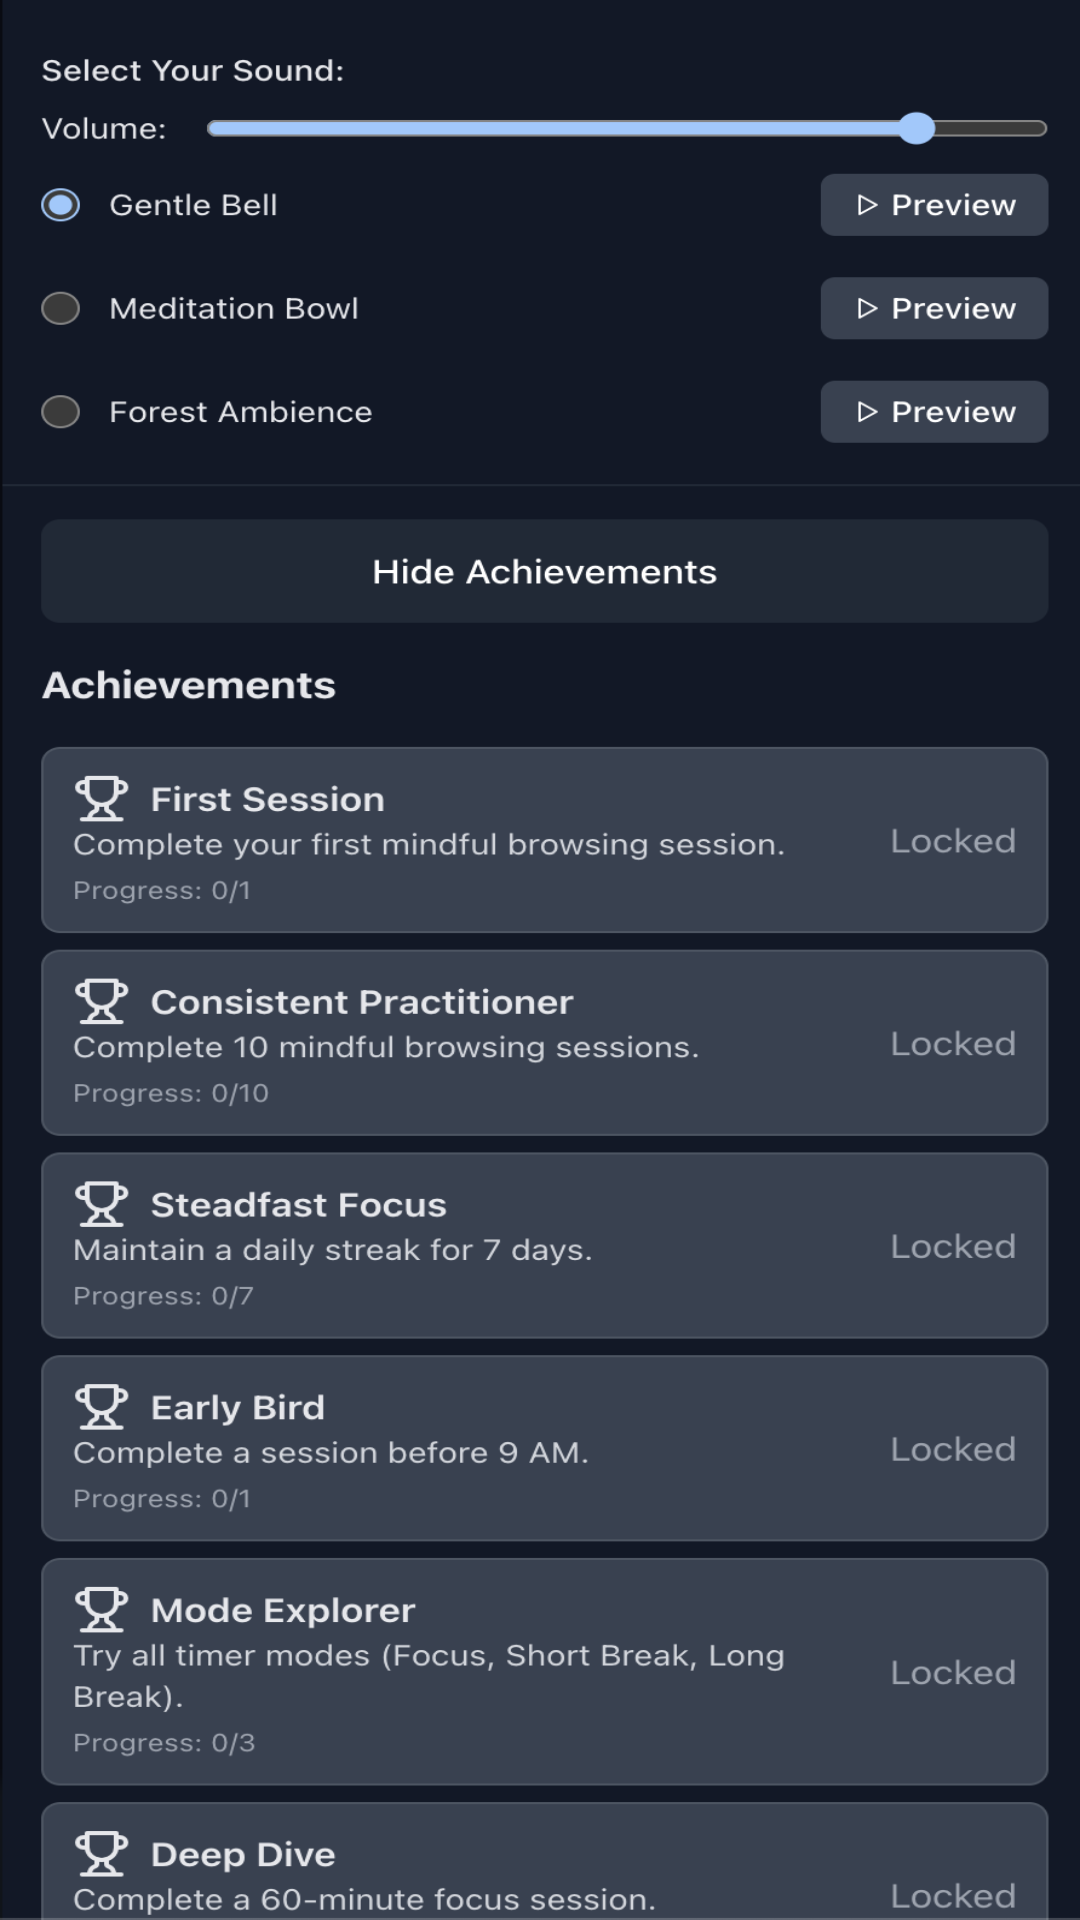 Select Your Sound:
Volume:
Gentle Bell
Preview
Meditation Bowl
Preview
Forest Ambience
Preview
Hide Achievements
Achievements
First Session
Complete your first mindful browsing session.
Locked
Progress: 0/1
Consistent Practitioner
Complete 10 mindful browsing sessions.
Locked
Progress: 0/10
Steadfast Focus
Maintain a daily streak for 7 days.
Locked
Progress: 0/7
Early Bird
Complete a session before 9 AM.
Locked
Progress: 0/1
Mode Explorer
Try all timer modes (Focus, Short Break, Long
Break).
Locked
Progress: 0/3
Deep Dive
Complete a 60-minute focus session.
Locked